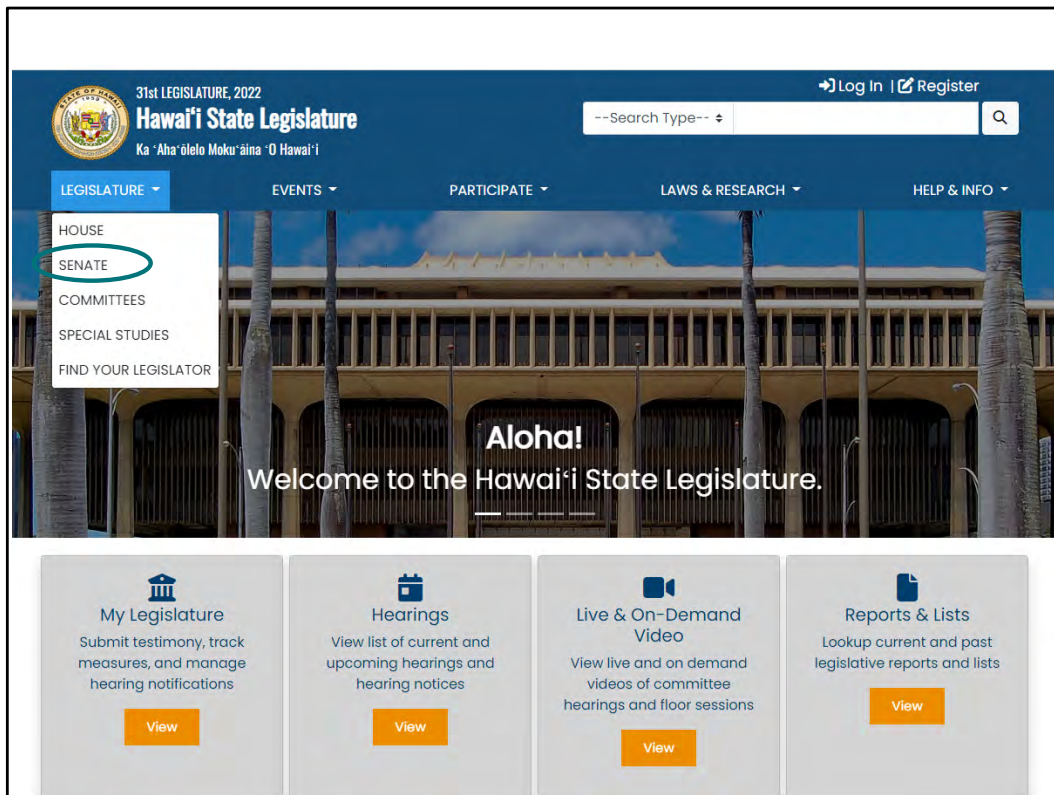 31st LEGISLATURE, 2022
Hawaiʻi State Legislature
Ka ʻAhaʻōlelo Mokuʻāina ʻO Hawaiʻi
Log In | Register
--Search Type--
LEGISLATURE
EVENTS
PARTICIPATE
LAWS & RESEARCH
HELP & INFO
HOUSE
SENATE
COMMITTEES
SPECIAL STUDIES
FIND YOUR LEGISLATOR
Aloha!
Welcome to the Hawaiʻi State Legislature.
My Legislature
Submit testimony, track
measures, and manage
hearing notifications
View
Hearings
View list of current and
upcoming hearings and
hearing notices
View
Live & On-Demand
Video
View live and on demand
videos of committee
hearings and floor sessions
View
Reports & Lists
Lookup current and past
legislative reports and lists
View